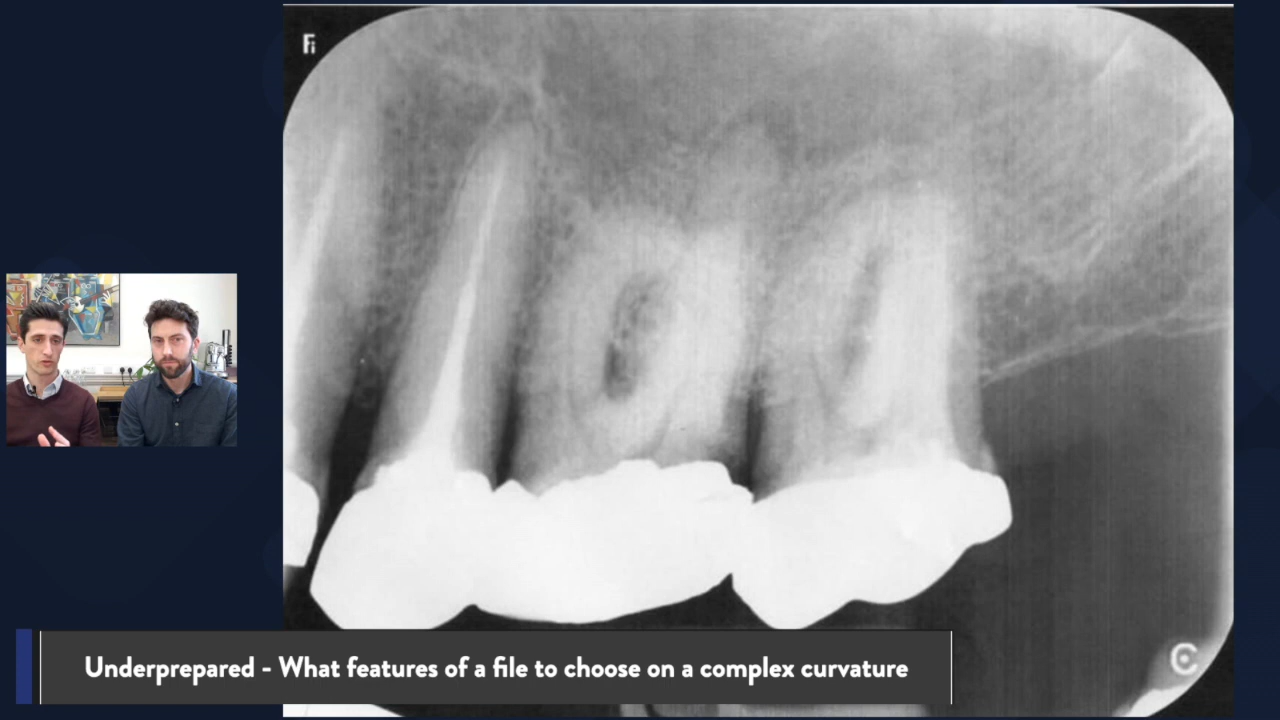 Fi
Underprepared - What features of a file to choose on a complex curvature
C